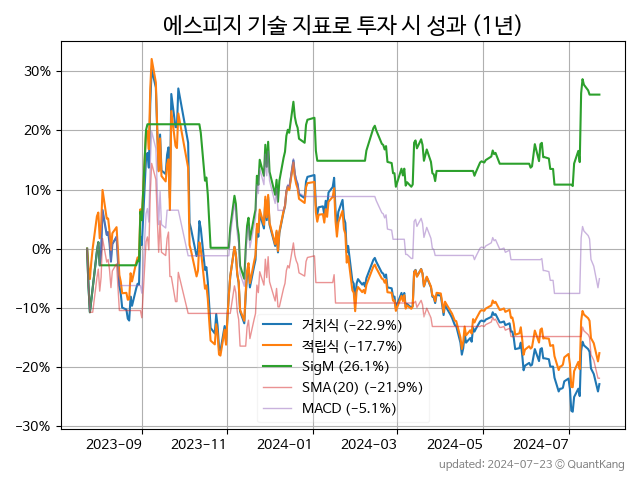 에스피지 기술 지표로 투자 시 성과 (1년)
30%
20%
10%
0%
−10%
−20%
−30%
거치식 (−22.9%)
적립식 (−17.7%)
SigM (26.1%)
SMA(20) (−21.9%)
MACD (−5.1%)
2023−09 2023−11 2024−01 2024−03 2024−05 2024−07
updated: 2024-07-23 © QuantKang